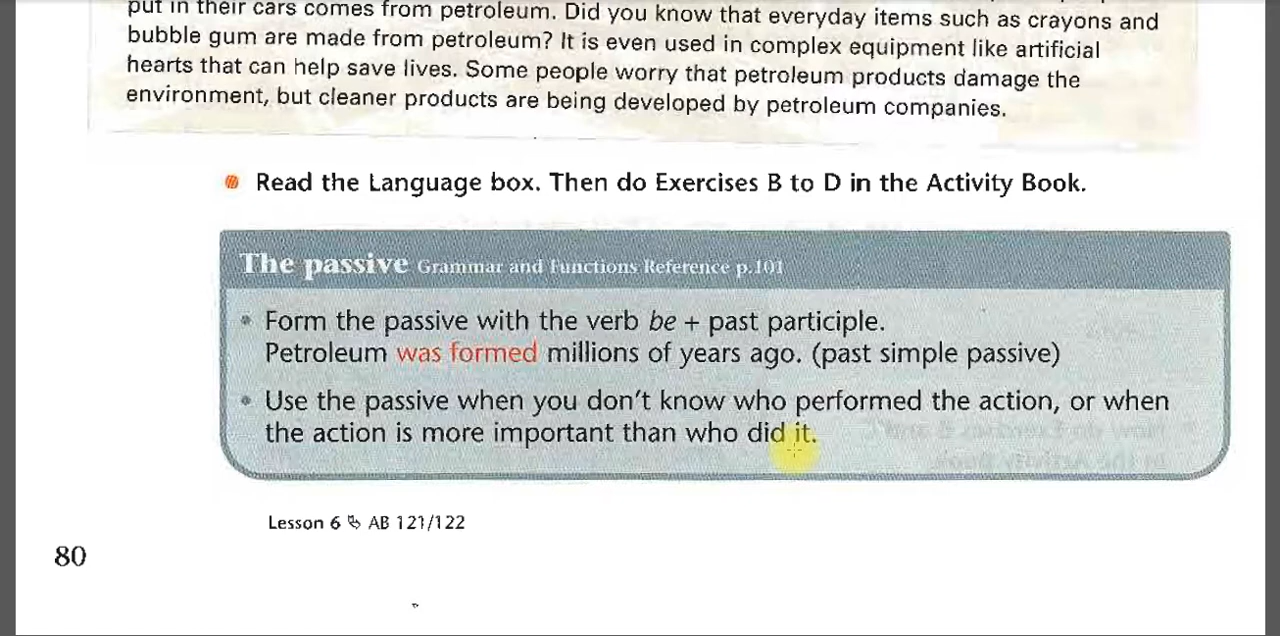 put in their cars comes from petroleum. Did you know that everyday items such as crayons and
bubble gum are made from petroleum? It is even used in complex equipment like artificial
hearts that can help save lives. Some people worry that petroleum products damage the
environment, but cleaner products are being developed by petroleum companies.
Read the Language box. Then do Exercises B to D in the Activity Book.
The passive Grammar and Functions Reference p.101
• Form the passive with the verb be + past participle.
Petroleum was formed millions of years ago. (past simple passive)
• Use the passive when you don't know who performed the action, or when
the action is more important than who did it.
Lesson 6 AB 121/122
80